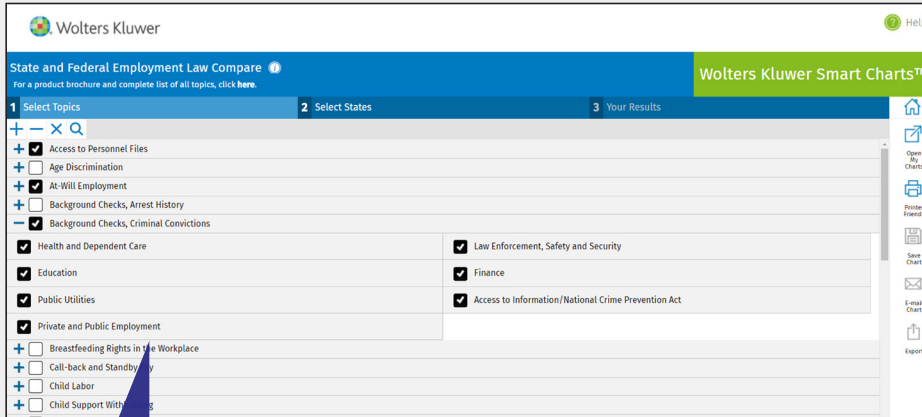 Wolters Kluwer
Hel
State and Federal Employment Law Compare
For a product brochure and complete list of all topics, click here.
Wolters Kluwer Smart Charts™
1 Select Topics
2 Select States
3 Your Results
Access to Personnel Files
Age Discrimination
At-Will Employment
Background Checks, Arrest History
Background Checks, Criminal Convictions
Health and Dependent Care
Law Enforcement, Safety and Security
Education
Finance
Public Utilities
Access to Information/National Crime Prevention Act
Private and Public Employment
Breastfeeding Rights in the Workplace
Call-back and Standby
Child Labor
Child Support
Open
My
Charts
Printe
Friend
Save
Chart
E-mail
Chart
Export